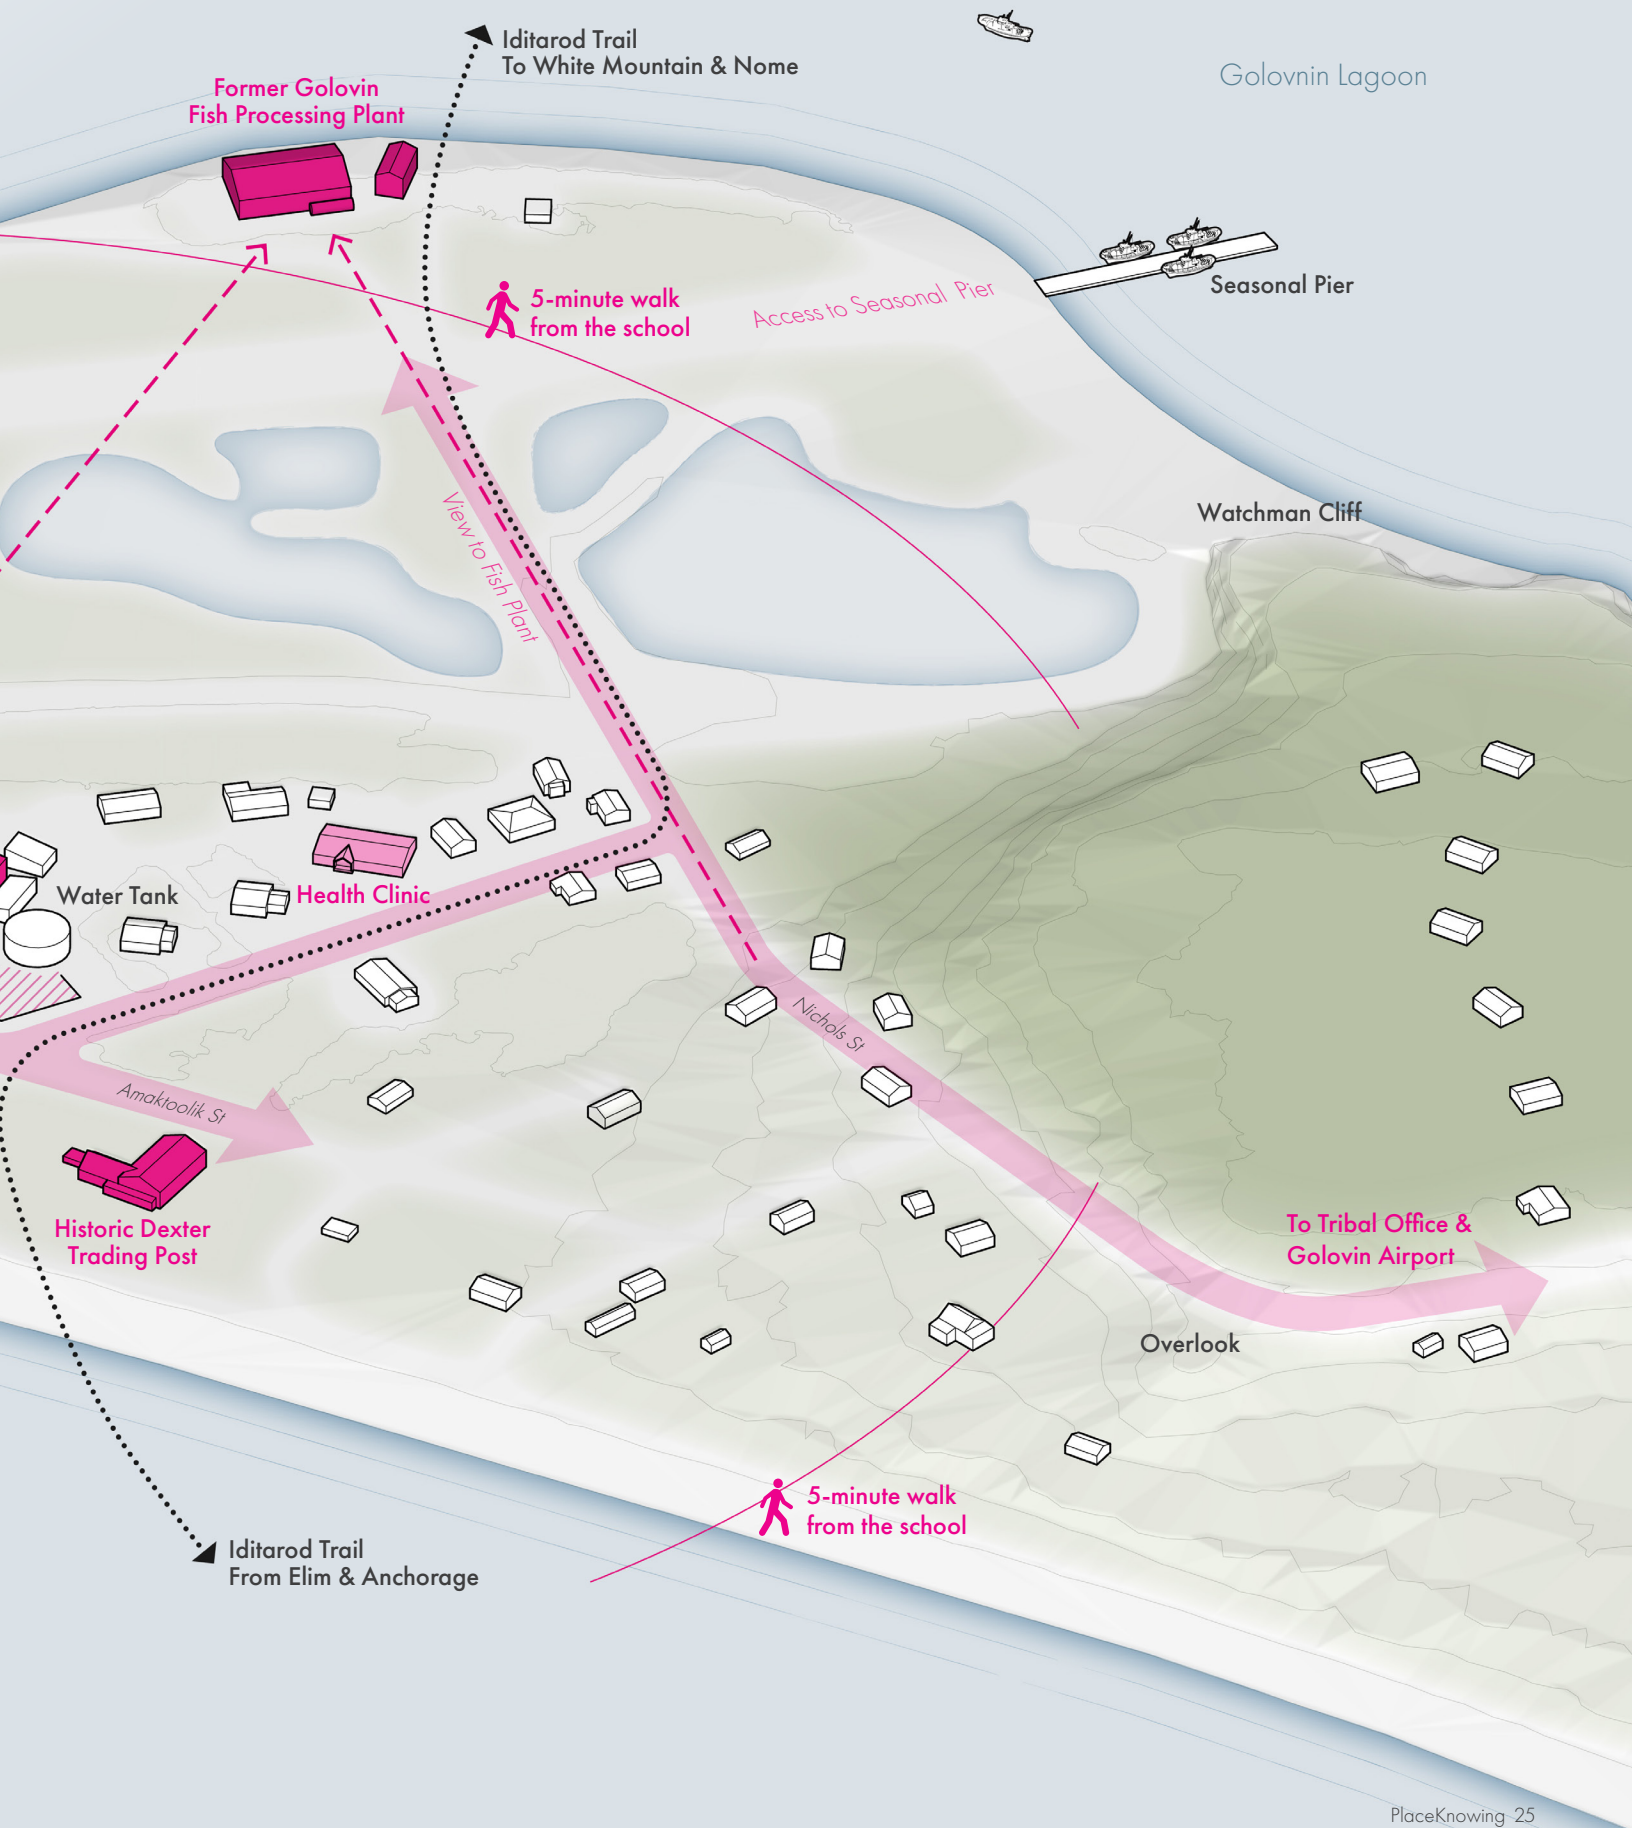 Iditarod Trail
To White Mountain & Nome
Golovnin Lagoon
Former Golovin
Fish Processing Plant
Seasonal Pier
5-minute walk
from the school
Access to Seasonal Pier
Watchman Cliff
View to Fish Plant
Water Tank
Health Clinic
Nichols St
Amaktoolik St
Historic Dexter
Trading Post
To Tribal Office &
Golovin Airport
Overlook
5-minute walk
from the school
Iditarod Trail
From Elim & Anchorage
PlaceKnowing 25